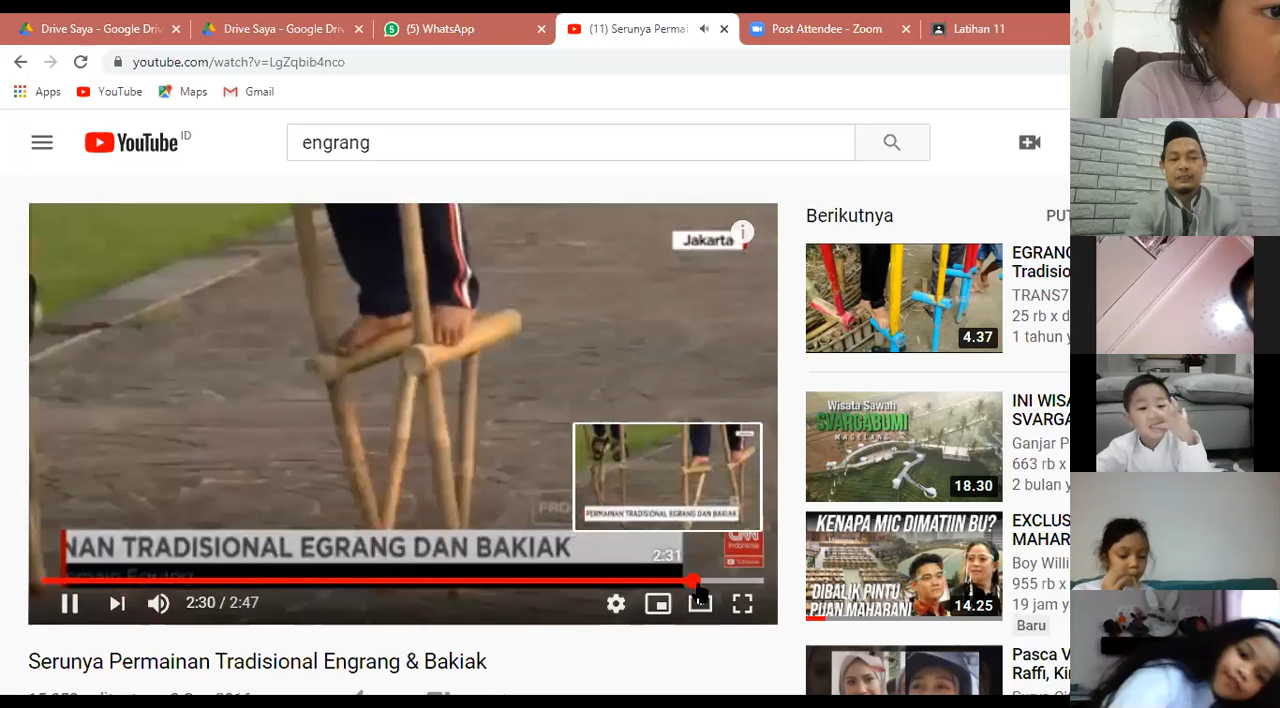 Drive Saya - Google Driv
Drive Saya - Google Driv
(5) WhatsApp
(11) Serunya Permai
Post Attendee - Zoom
Latihan 11
youtube.com/watch?v=LgZqbib4nco
Apps YouTube Maps Gmail
YouTube ID
engrang
Jakarta
PERMAINAN TRADISIONAL EGRANG DAN BAKIAK
NAN TRADISIONAL EGRANG DAN BAKIAK
CNN
Indonesia
2:31
2:30 / 2:47
Serunya Permainan Tradisional Engrang & Bakiak
Berikutnya
EGRANG
Tradisio
TRANS7
25 rb x d
1 tahun y
4.37
Wisata Sawah
SVARGABUMI
MAGELANG
18.30
INI WISA
SVARGA
Ganjar P
663 rb x
2 bulan y
KENAPA MIC DIMATIIN BU?
DIBALIK PINTU
PUAN MAHARANI
14.25
EXCLUS
MAHAR
Boy Willi
955 rb x
19 jam y
Baru
Pasca V
Raffi, Ki